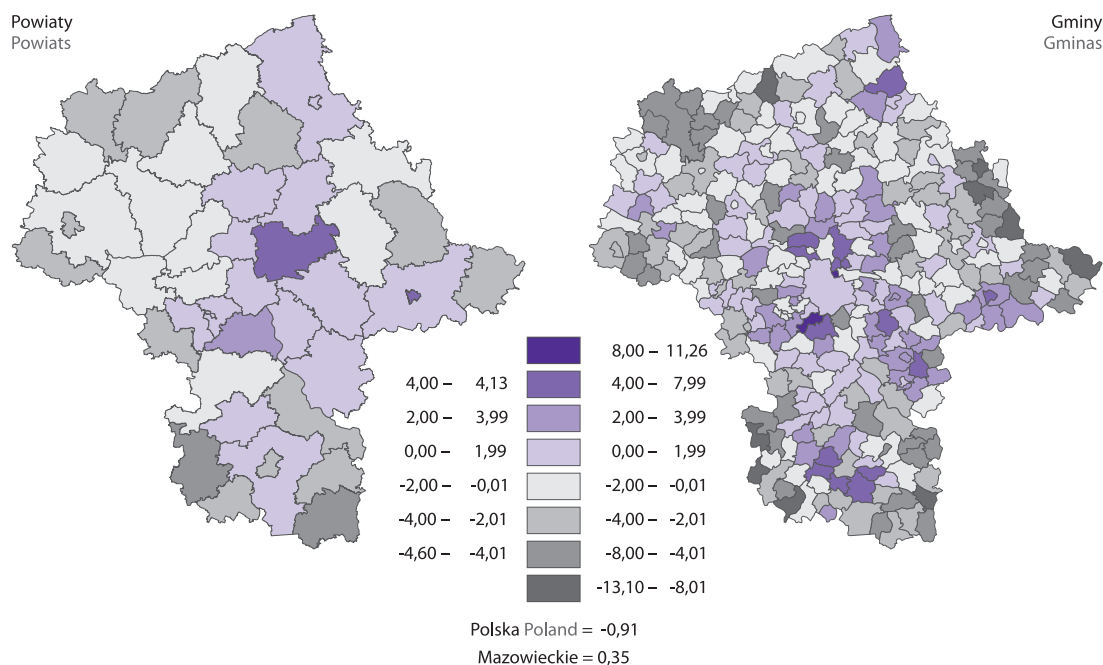 Powiaty
Powiats
Gminy
Gminas
8,00 – 11,26
4,00 – 4,13 4,00 – 7,99
2,00 – 3,99 2,00 – 3,99
0,00 – 1,99 0,00 – 1,99
-2,00 – -0,01 -2,00 – -0,01
-4,00 – -2,01 -4,00 – -2,01
-4,60 – -4,01 -8,00 – -4,01
-13,10 – -8,01
Polska Poland = -0,91
Mazowieckie = 0,35